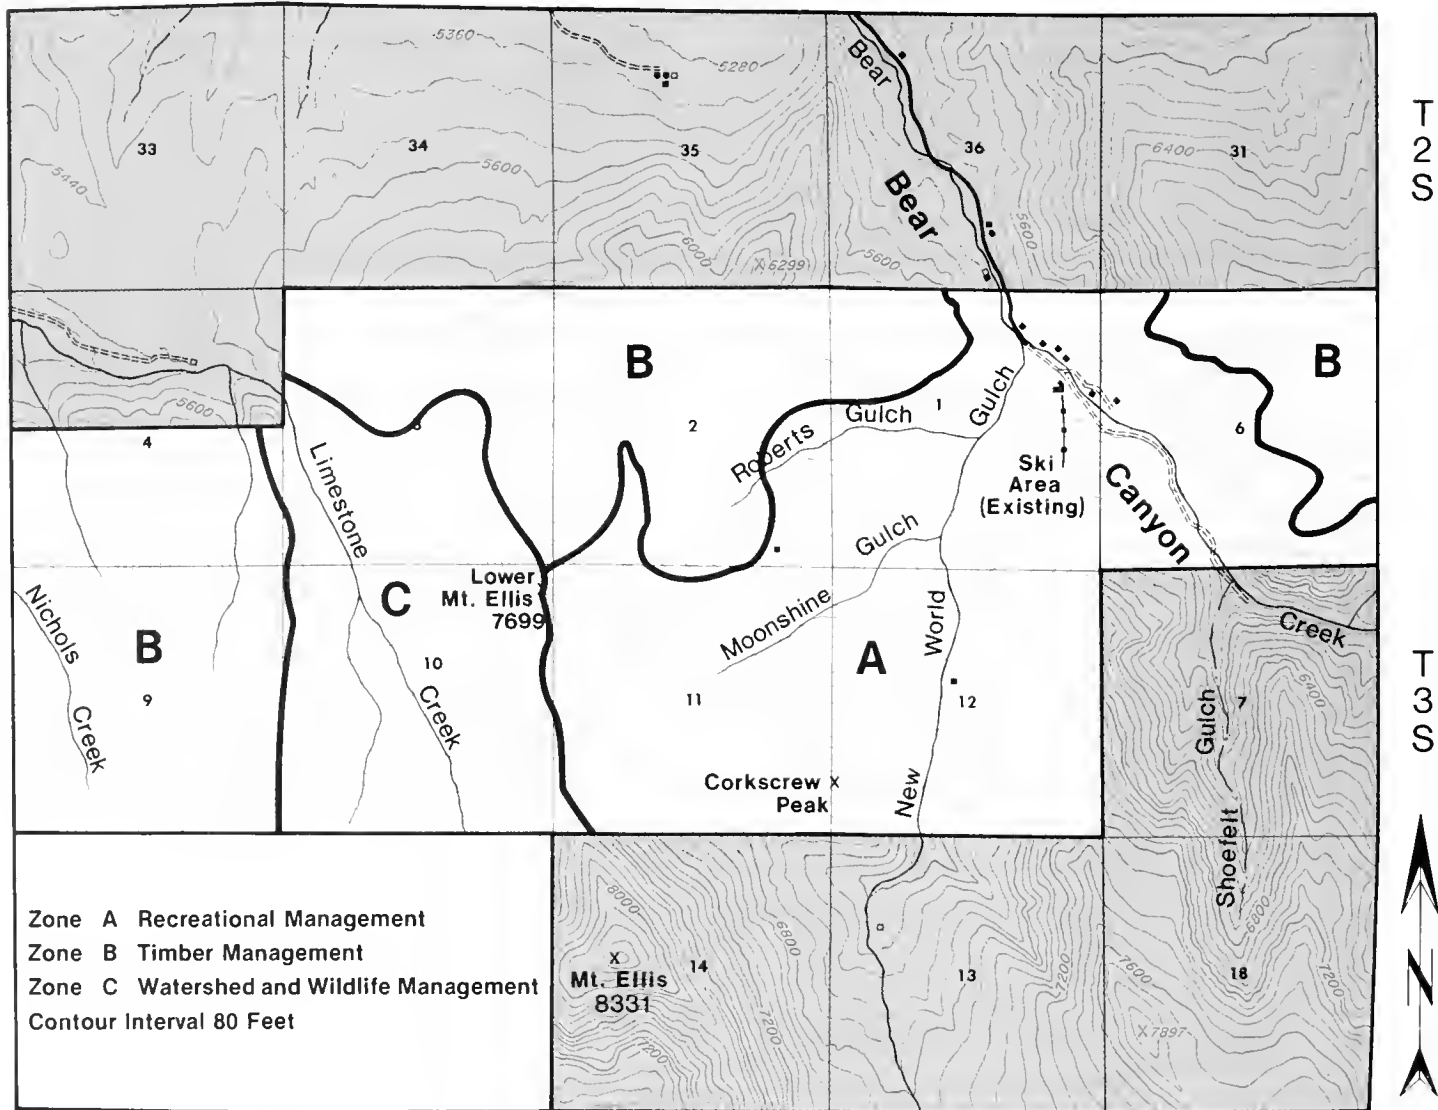 5360
5280
33
34
35
36
31
5440
5600
6000
X 6299
5600
5600
6400
Bear
Bear
T
2
S
5600
4
B
2
1
6
B
Roberts Gulch
Gulch
Ski
Area
(Existing)
Canyon
Limestone
Creek
Gulch
Moonshine
Lower
Mt. Ellis
7699
C
10
B
9
Nichols
Creek
11
A
World
12
New
Corkscrew X
Peak
Creek
6400
Gulch
7
Shoefelt
T
3
S
Zone A Recreational Management
Zone B Timber Management
Zone C Watershed and Wildlife Management
Contour Interval 80 Feet
8000
X
Mt. Ellis
8331
14
6800
7200
7200
13
7200
6800
7600
18
7200
X 7897
N